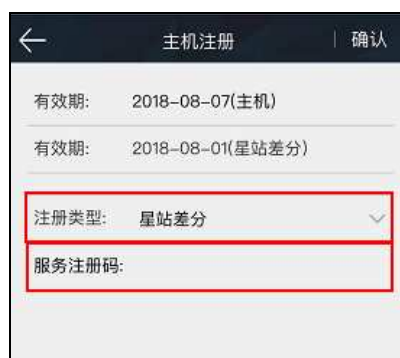 主机注册 | 确认
有效期: 2018-08-07(主机)
有效期: 2018-08-01(星站差分)
注册类型: 星站差分
服务注册码: